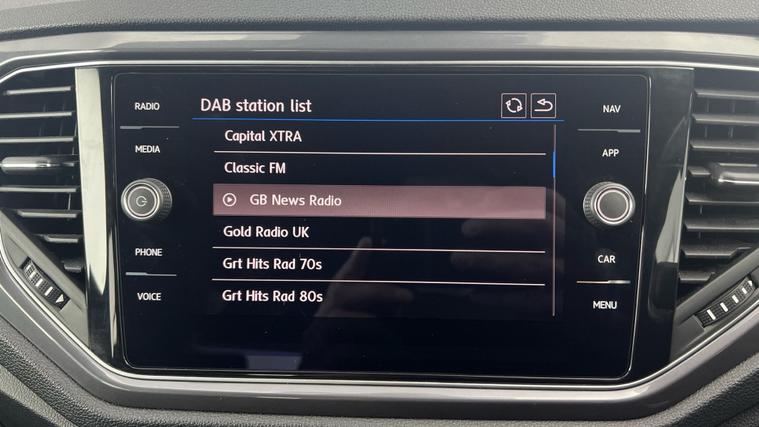 RADIO
MEDIA
PHONE
VOICE
DAB station list
Capital XTRA
Classic FM
GB News Radio
Gold Radio UK
Grt Hits Rad 70s
Grt Hits Rad 80s
NAV
APP
CAR
MENU